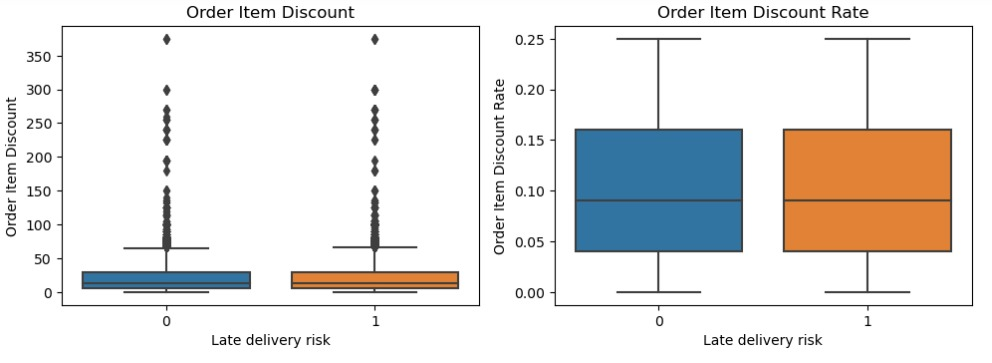 Order Item Discount
Order Item Discount
350
300
250
200
150
100
50
0
0 1
Late delivery risk
Order Item Discount Rate
Order Item Discount Rate
0.25
0.20
0.15
0.10
0.05
0.00
0 1
Late delivery risk